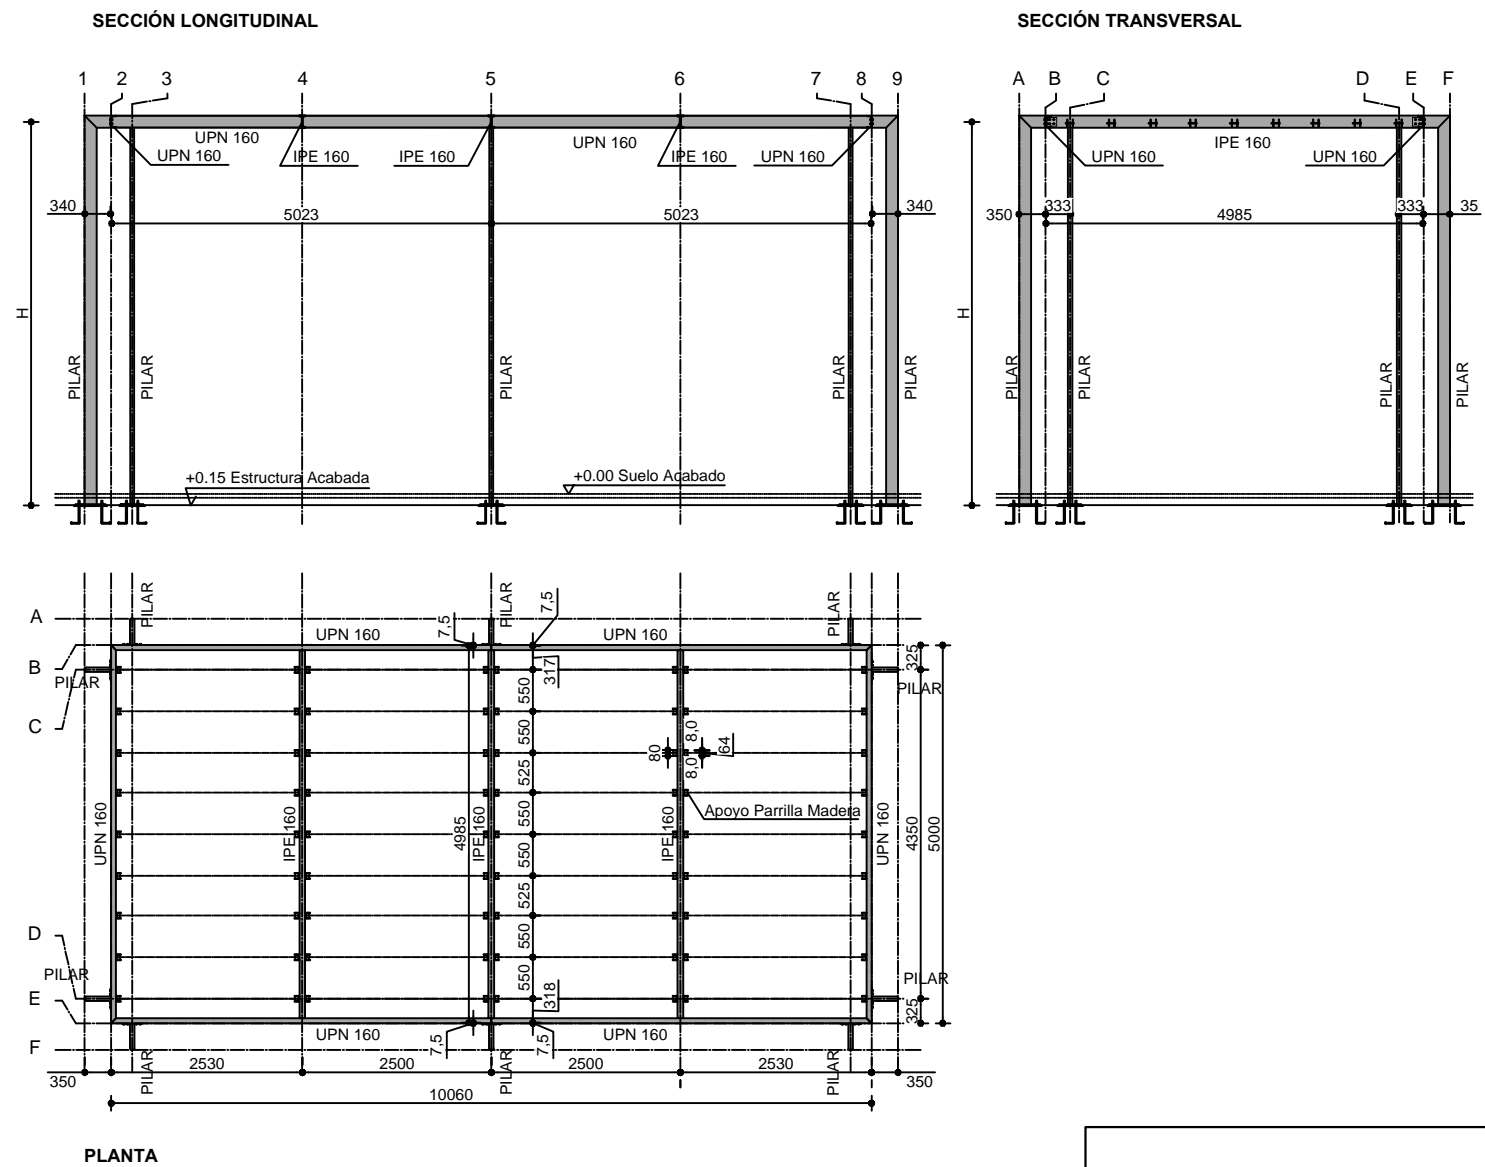 SECCIÓN LONGITUDINAL
SECCIÓN TRANSVERSAL
1 2 3 4 5 6 7 8 9
A B C D E F
UPN 160
UPN 160
IPE 160
IPE 160
UPN 160
IPE 160
UPN 160
UPN 160
IPE 160
UPN 160
340
5023
5023
340
350
333
4985
333
35
H
H
PILAR
PILAR
PILAR
PILAR
PILAR
PILAR
PILAR
PILAR
PILAR
+0.15 Estructura Acabada
+0.00 Suelo Acabado
A
B
C
D
E
F
PILAR
PILAR
PILAR
UPN 160
7,5
7,5
UPN 160
317
325
PILAR
PILAR
550
550
525
550
550
525
550
550
80
8,0
8,0
64
Apoyo Parrilla Madera
UPN 160
IPE 160
4985
IPE 160
IPE 160
UPN 160
4350
5000
PILAR
PILAR
318
325
UPN 160
7,5
7,5
UPN 160
PILAR
PILAR
PILAR
350
2530
2500
2500
2530
350
10060
PLANTA